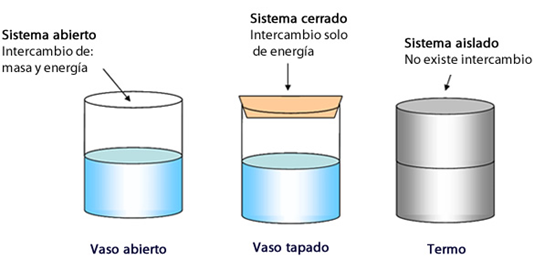 Sistema abierto
Intercambio de:
masa y energía
Sistema cerrado
Intercambio solo
de energía
Sistema aislado
No existe intercambio
Vaso abierto
Vaso tapado
Termo